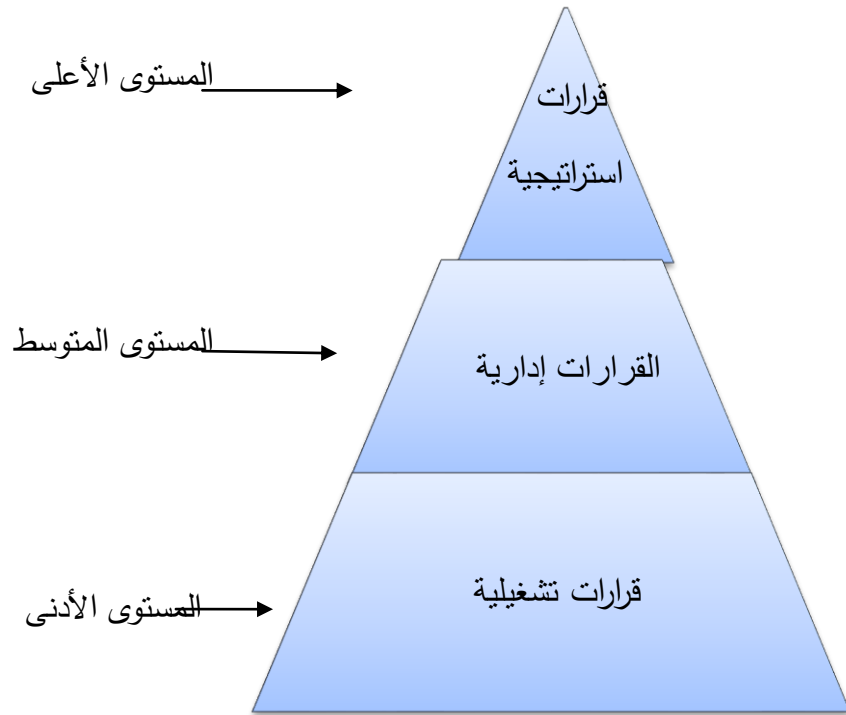 المستوى الأعلى
قرارات
استراتيجية
المستوى المتوسط
القرارات إدارية
المستوى الأدنى
قرارات تشغيلية